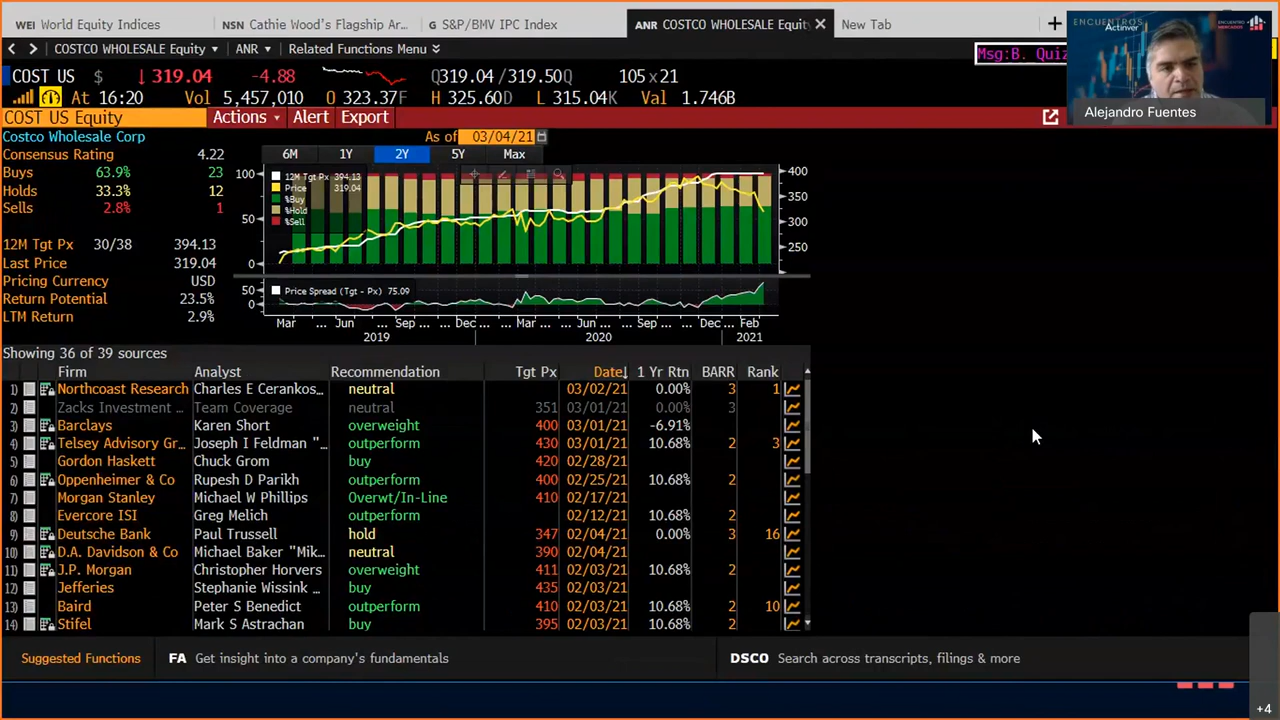 WEI World Equity Indices NSN Cathie Wood's Flagship Ar... G S&P/BMV IPC Index ANR COSTCO WHOLESALE Equit New Tab
ENCUENTROS
Actinver
COSTCO WHOLESALE Equity ANR Related Functions Menu
Msg:B. Quiz
COST US $ 319.04 -4.88 Q319.04 / 319.50Q 105x21
At 16:20 Vol 5,457,010 O 323.37F H 325.60D L 315.04K Val 1.746B
Alejandro Fuentes
COST US Equity Actions Alert Export
Costco Wholesale Corp As of 03/04/21
Consensus Rating 4.22 6M 1Y 2Y 5Y Max
Buys 63.9% 23
Holds 33.3% 12
Sells 2.8% 1
12M Tgt Px 394.13
Price 319.04
%Buy
%Hold
%Sell
100
50
0
400
350
300
250
12M Tgt Px 30/38 394.13
Last Price 319.04
Pricing Currency USD
Return Potential 23.5%
LTM Return 2.9%
Price Spread (Tgt - Px) 75.09
50
0
Mar ... Jun ... Sep ... Dec ... Mar ... Jun ... Sep ... Dec ... Feb
2019 2020 2021
Showing 36 of 39 sources
Firm Analyst Recommendation Tgt Px Date↓ 1 Yr Rtn BARR Rank
1) Northcoast Research Charles E Cerankos... neutral 03/02/21 0.00% 3 1
2) Zacks Investment ... Team Coverage neutral 351 03/01/21 0.00% 3
3) Barclays Karen Short overweight 400 03/01/21 -6.91%
4) Telsey Advisory Gr... Joseph I Feldman "... outperform 430 03/01/21 10.68% 2 3
5) Gordon Haskett Chuck Grom buy 420 02/28/21
6) Oppenheimer & Co Rupesh D Parikh outperform 400 02/25/21 10.68% 2
7) Morgan Stanley Michael W Phillips Overwt/In-Line 410 02/17/21
8) Evercore ISI Greg Melich outperform 02/12/21 10.68% 2
9) Deutsche Bank Paul Trussell hold 347 02/04/21 0.00% 3 16
10) D.A. Davidson & Co Michael Baker "Mik... neutral 390 02/04/21
11) J.P. Morgan Christopher Horvers overweight 411 02/03/21 10.68% 2
12) Jefferies Stephanie Wissink ... buy 435 02/03/21
13) Baird Peter S Benedict outperform 410 02/03/21 10.68% 2 10
14) Stifel Mark S Astrachan buy 395 02/03/21 10.68% 2
Suggested Functions FA Get insight into a company's fundamentals DSCO Search across transcripts, filings & more
+4